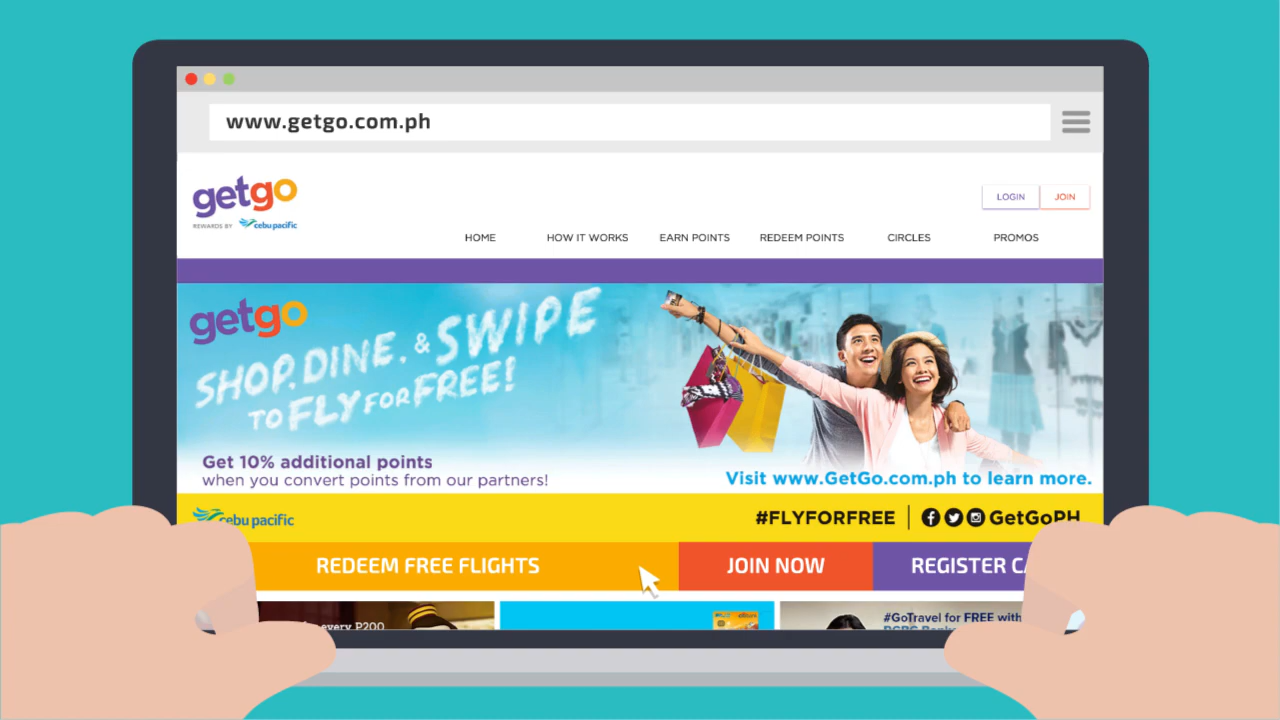 www.getgo.com.ph
getgo
REWARDS BY cebu pacific
LOGIN JOIN
HOME HOW IT WORKS EARN POINTS REDEEM POINTS CIRCLES PROMOS
getgo
SHOP, DINE, & SWIPE
TO FLY FOR FREE!
Get 10% additional points
when you convert points from our partners!
Visit www.GetGo.com.ph to learn more.
cebu pacific
#FLYFORFREE GetGoPH
REDEEM FREE FLIGHTS JOIN NOW REGISTER
every P200
#GoTravel for FREE with